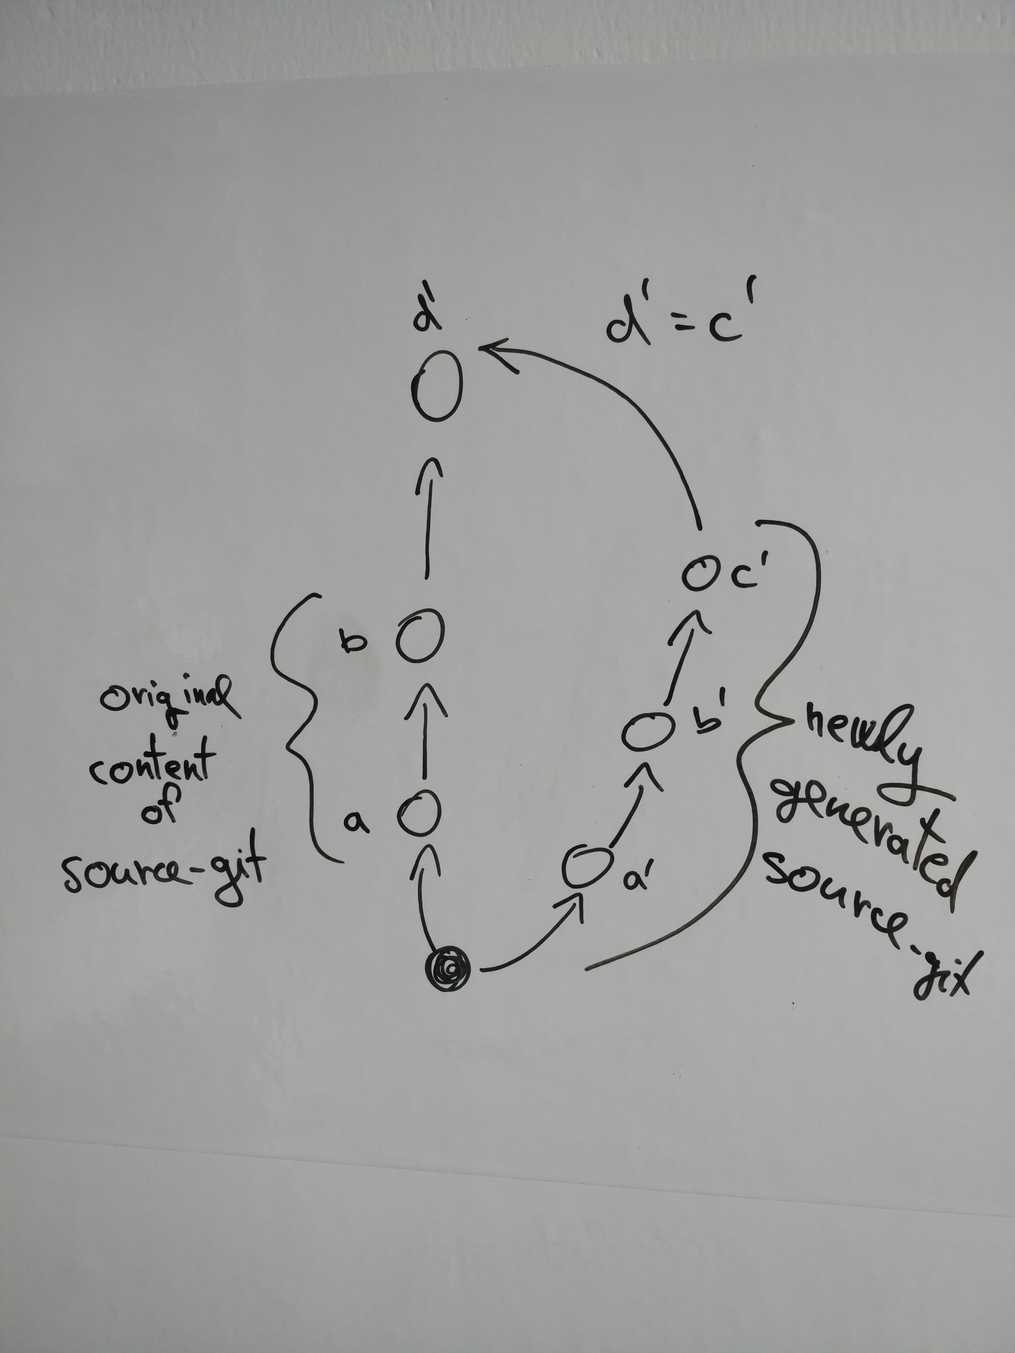 d'
d' = c'
c'
b
b'
original
content
of
source-git
newly
generated
source-git
a
a'